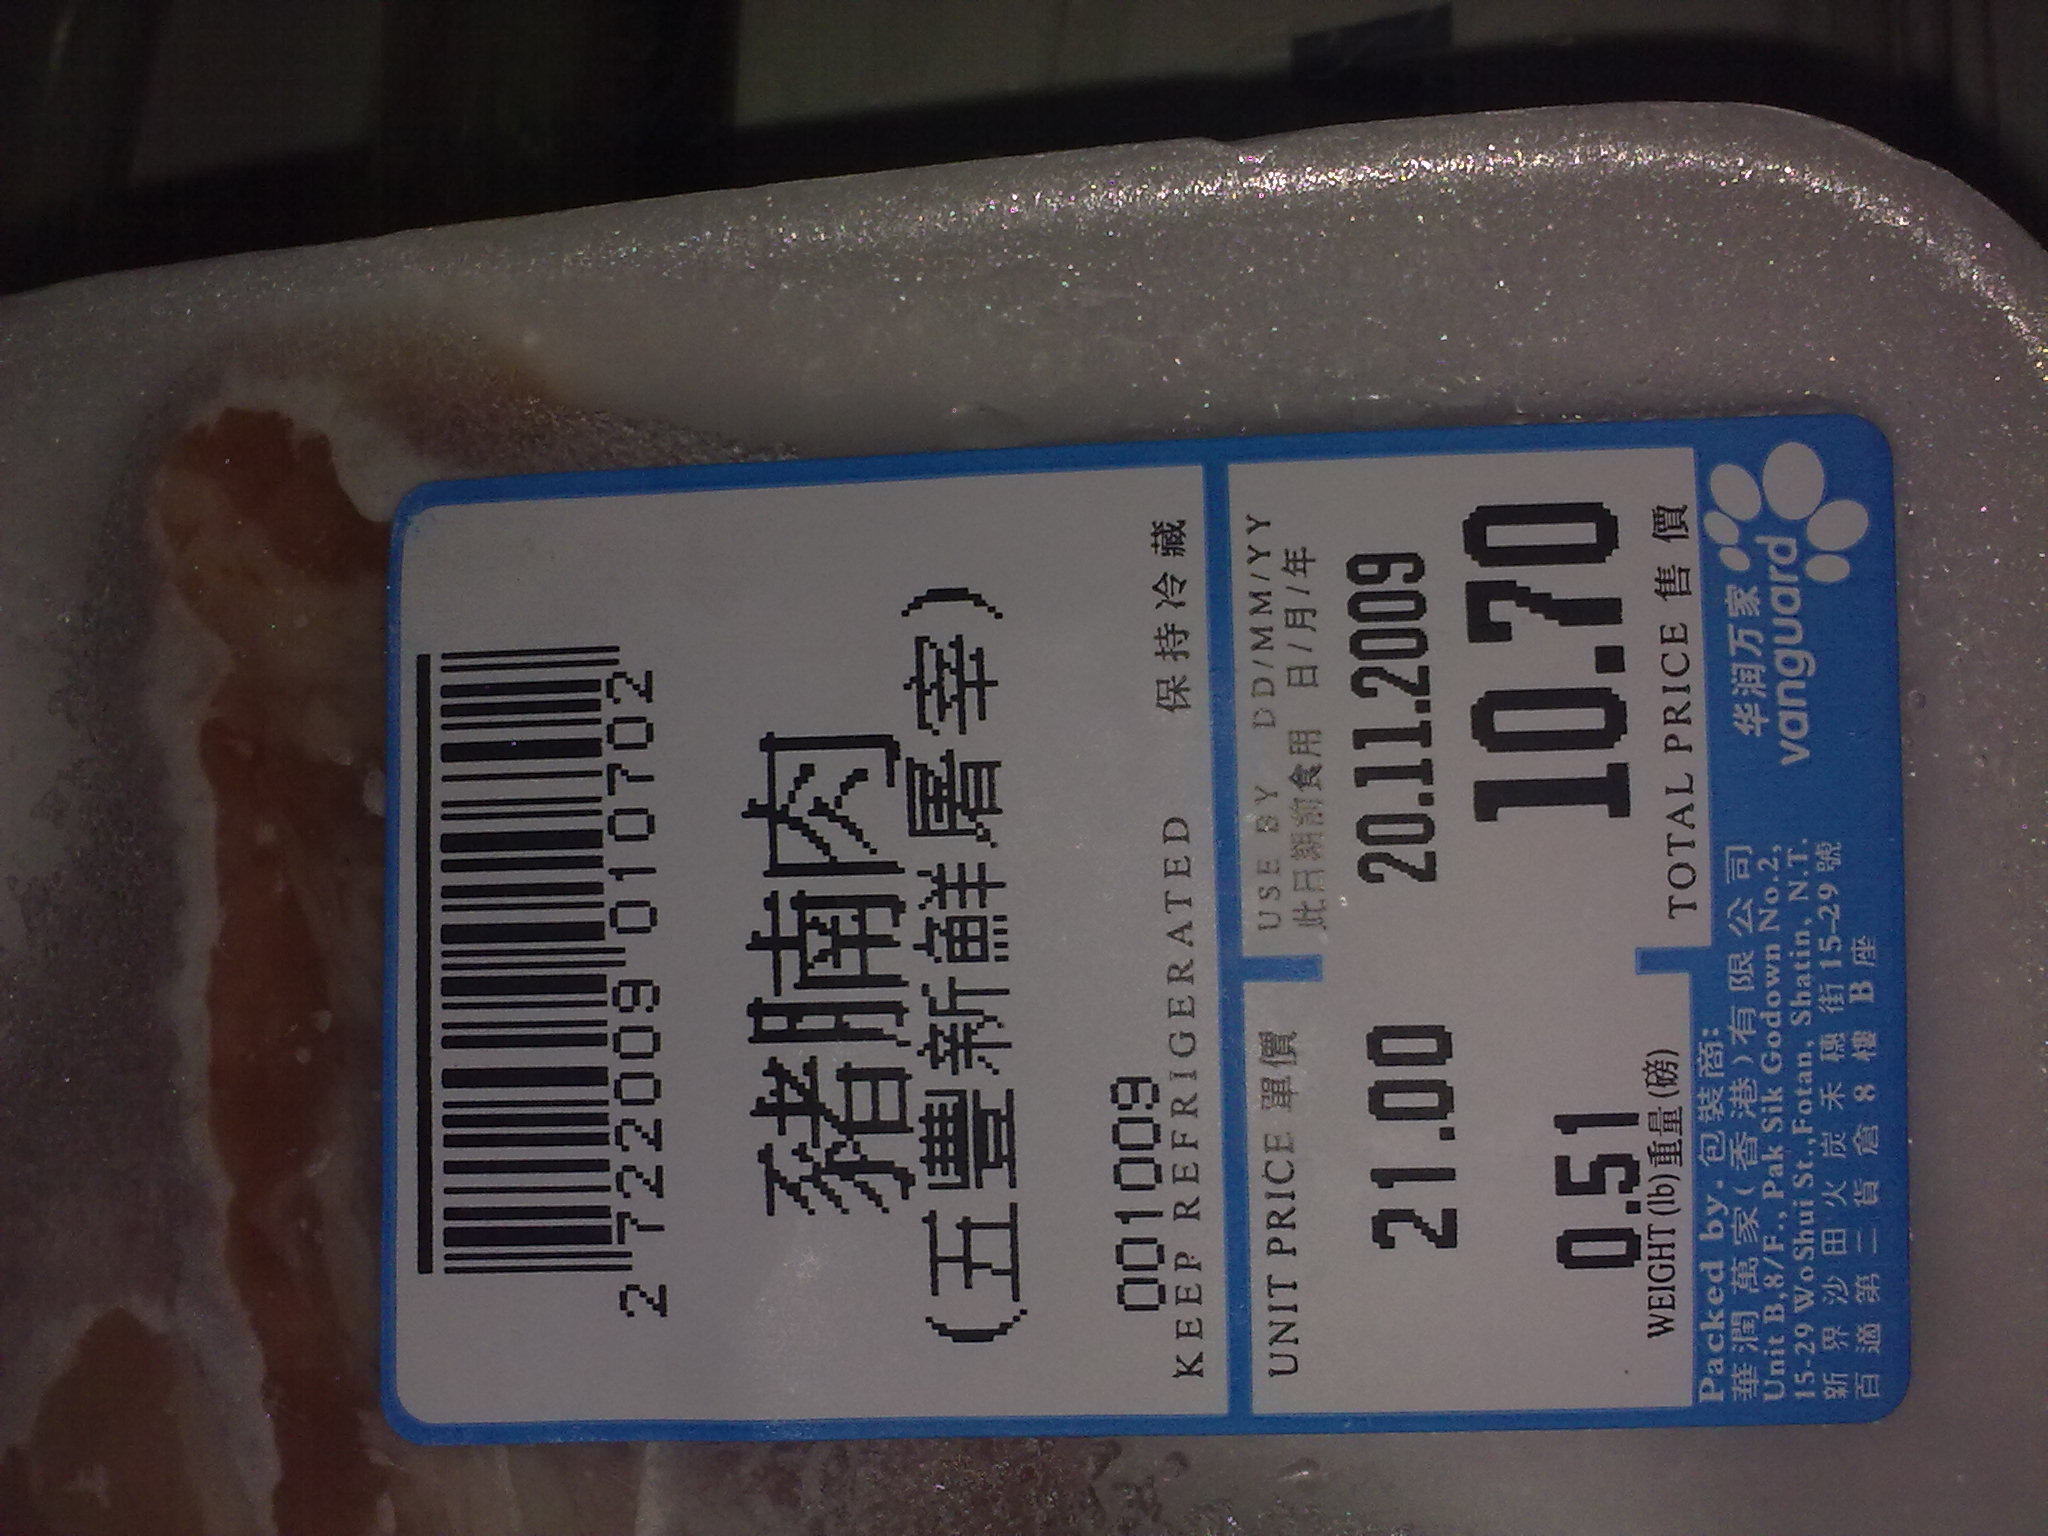 2 722009 010702
豬腩肉
(五豐新鮮暑幸)
001009
KEEP REFRIGERATED 保持冷藏
UNIT PRICE 單價
21.00
0.51
WEIGHT (lb) 重量(磅)
USE BY DD/MM/YY
此日期前食用 日/月/年
20.11.2009
10.70
TOTAL PRICE 售價
Packed by. 包裝商:
華潤萬家(香港)有限公司
Unit B,8/F., Pak Sik Godown No.2,
15-29 WoShui St.,Fotan, Shatin, N.T.
新界沙田火炭禾穗街15-29號
百適第二貨倉8樓B座
华润万家
vanguard